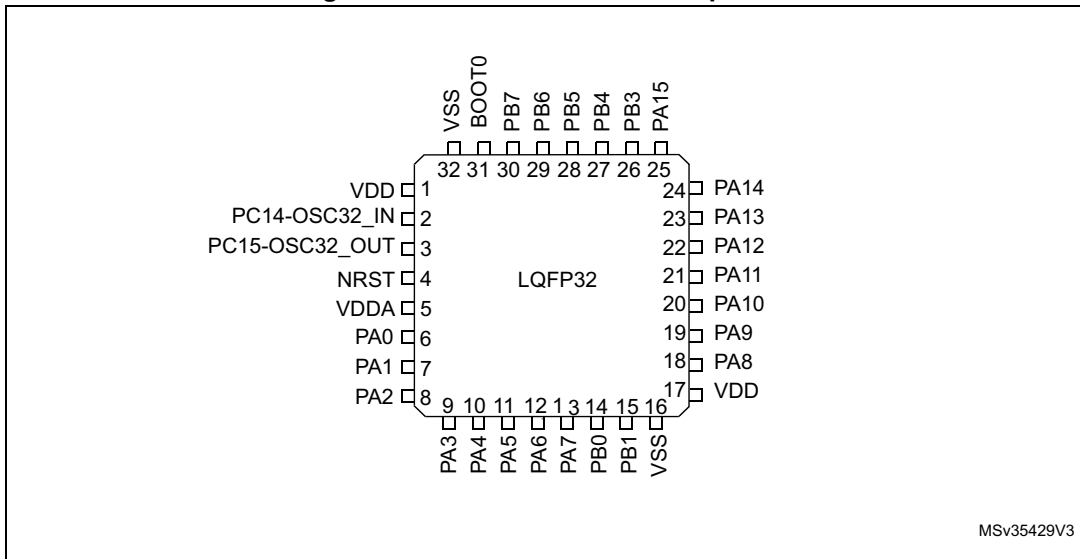 VSS
BOOT0
PB7
PB6
PB5
PB4
PB3
PA15
32 31 30 29 28 27 26 25
VDD 1
PC14-OSC32_IN 2
PC15-OSC32_OUT 3
NRST 4
VDDA 5
PA0 6
PA1 7
PA2 8
LQFP32
24 PA14
23 PA13
22 PA12
21 PA11
20 PA10
19 PA9
18 PA8
17 VDD
9 10 11 12 1 3 14 15 16
PA3
PA4
PA5
PA6
PA7
PB0
PB1
VSS
MSv35429V3